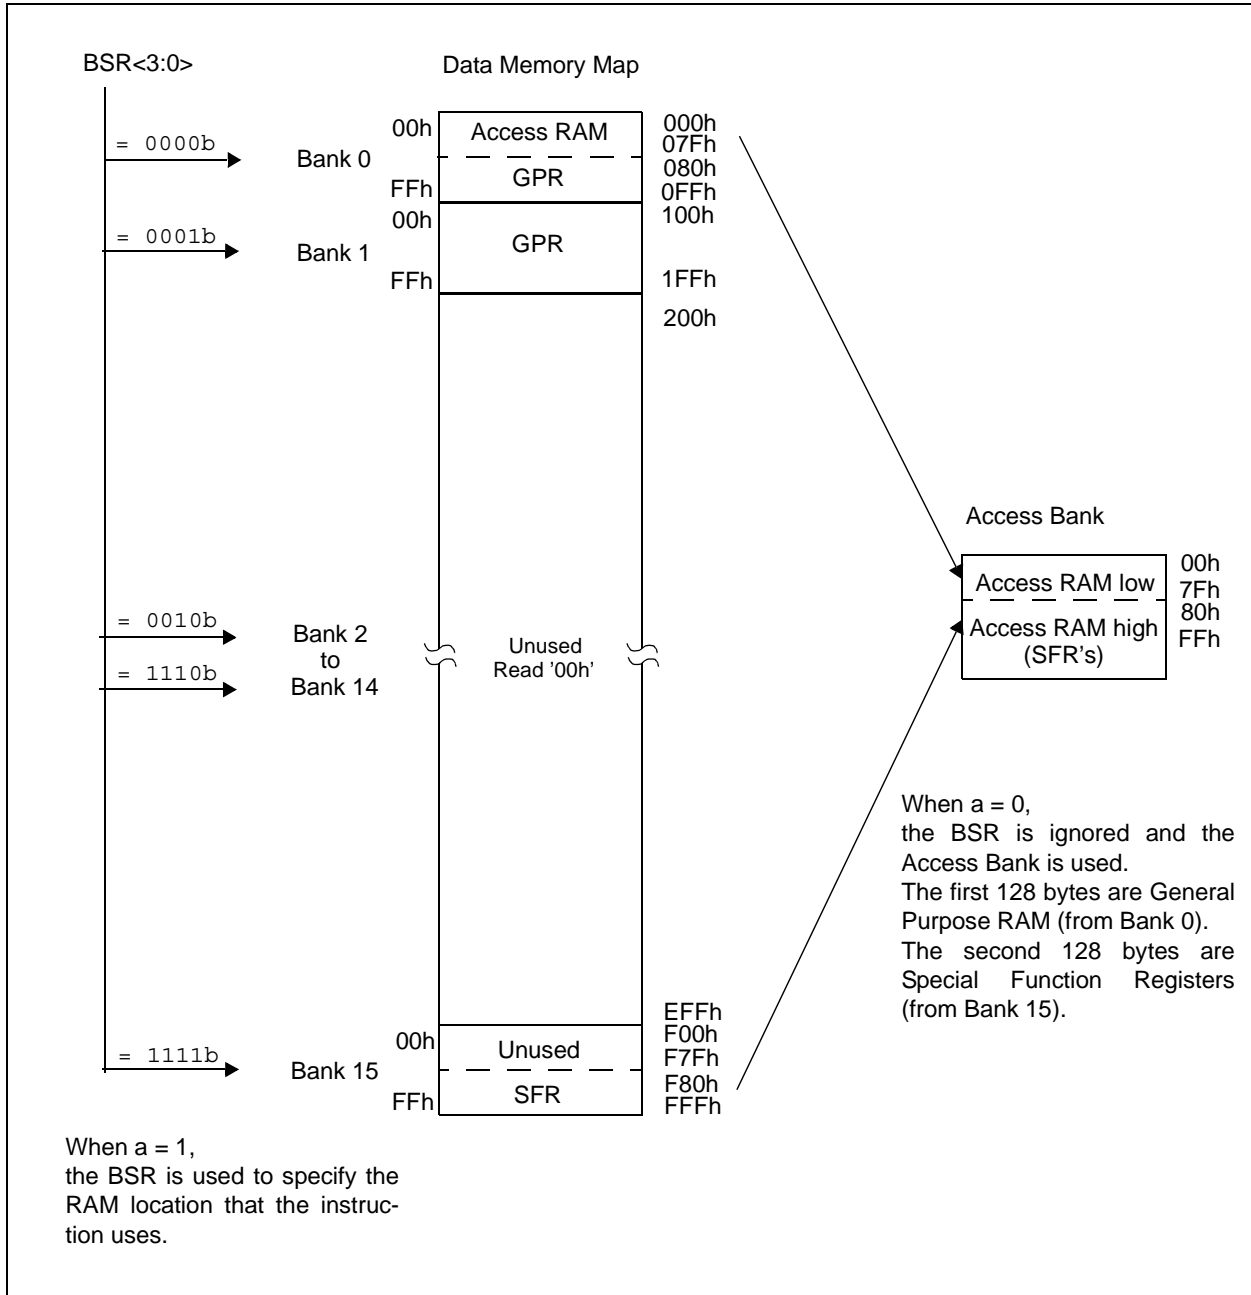 BSR<3:0>
Data Memory Map
= 0000b
Bank 0
00h
Access RAM
000h
07Fh
FFh
GPR
080h
0FFh
= 0001b
Bank 1
00h
GPR
100h
FFh
1FFh
200h
Access Bank
Access RAM low
00h
7Fh
Access RAM high
(SFR's)
80h
FFh
= 0010b
Bank 2
to
= 1110b
Bank 14
Unused
Read '00h'
When a = 0,
the BSR is ignored and the
Access Bank is used.
The first 128 bytes are General
Purpose RAM (from Bank 0).
The second 128 bytes are
Special Function Registers
(from Bank 15).
EFFh
= 1111b
Bank 15
00h
Unused
F00h
F7Fh
FFh
SFR
F80h
FFFh
When a = 1,
the BSR is used to specify the
RAM location that the instruc-
tion uses.